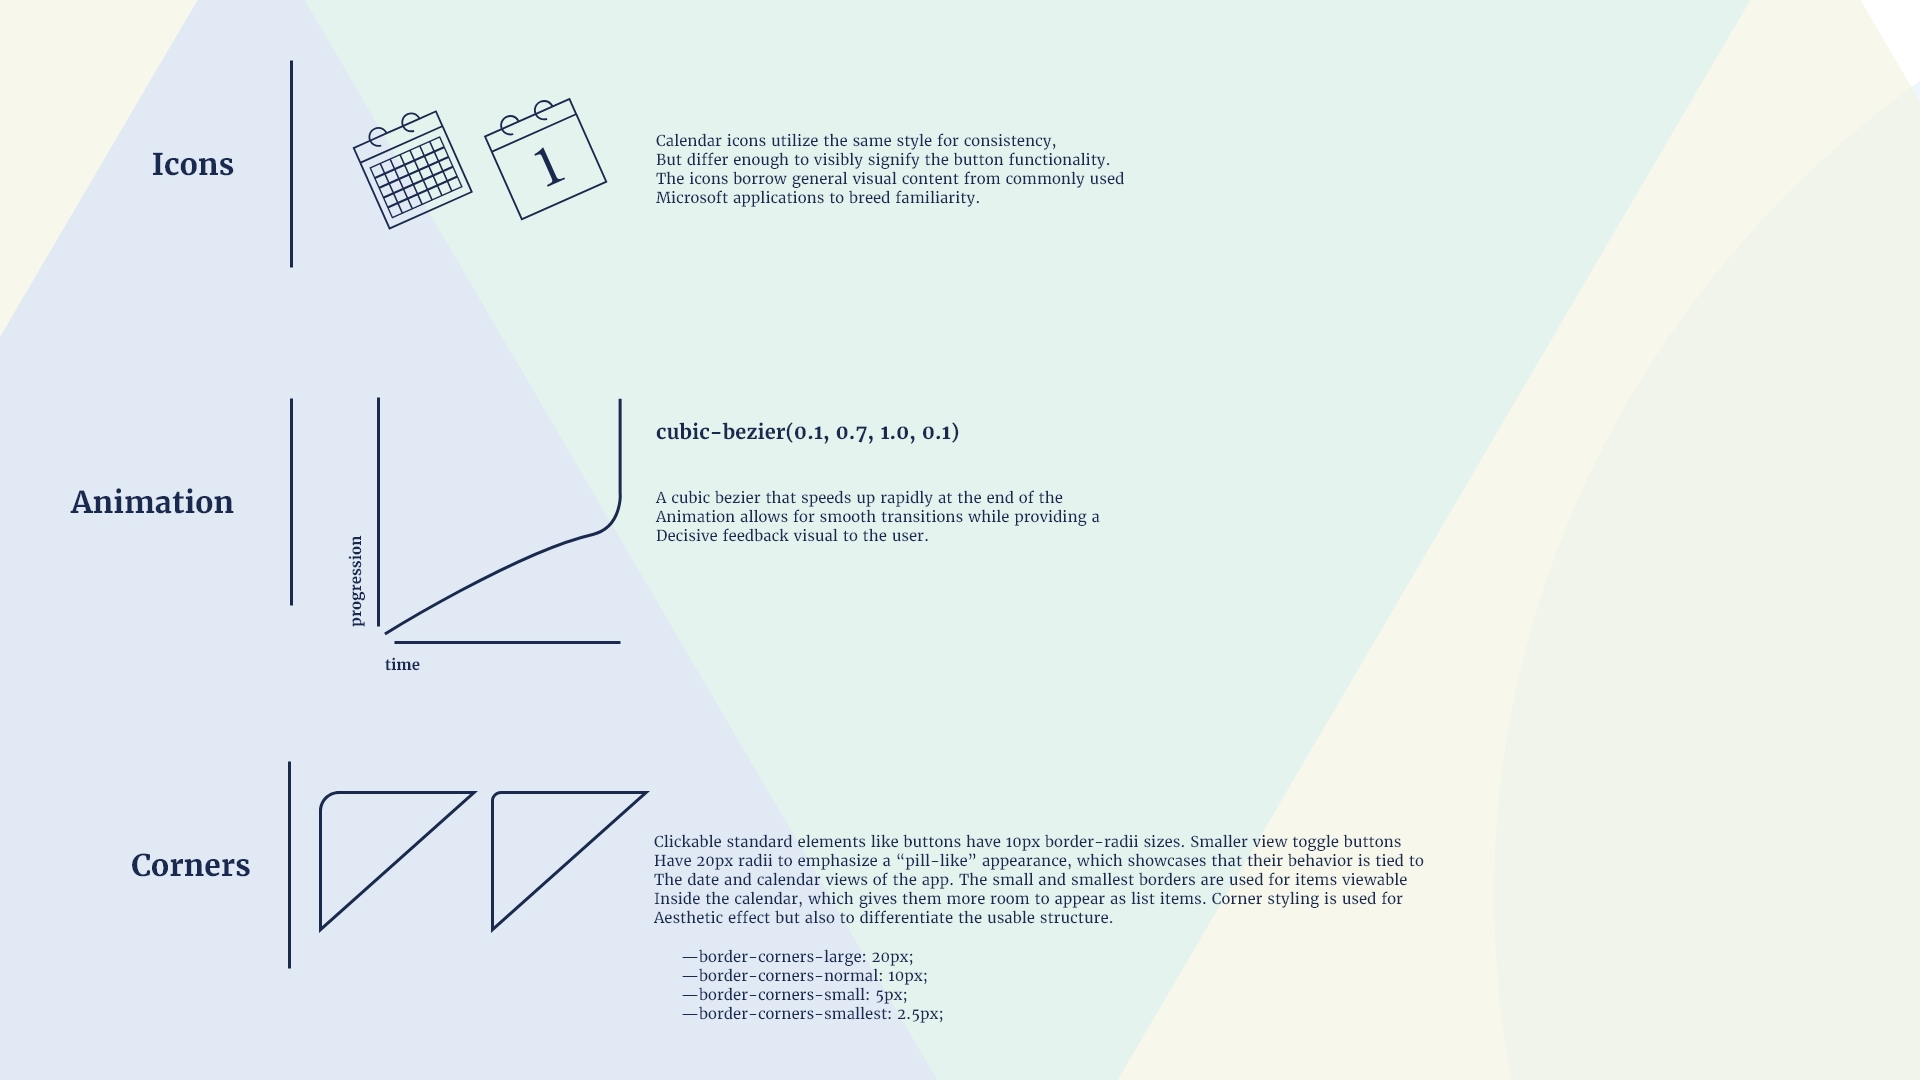 Icons
1
Calendar icons utilize the same style for consistency,
But differ enough to visibly signify the button functionality.
The icons borrow general visual content from commonly used
Microsoft applications to breed familiarity.
Animation
progression
time
cubic-bezier(0.1, 0.7, 1.0, 0.1)
A cubic bezier that speeds up rapidly at the end of the
Animation allows for smooth transitions while providing a
Decisive feedback visual to the user.
Corners
Clickable standard elements like buttons have 10px border-radii sizes. Smaller view toggle buttons
Have 20px radii to emphasize a “pill-like” appearance, which showcases that their behavior is tied to
The date and calendar views of the app. The small and smallest borders are used for items viewable
Inside the calendar, which gives them more room to appear as list items. Corner styling is used for
Aesthetic effect but also to differentiate the usable structure.
—border-corners-large: 20px;
—border-corners-normal: 10px;
—border-corners-small: 5px;
—border-corners-smallest: 2.5px;